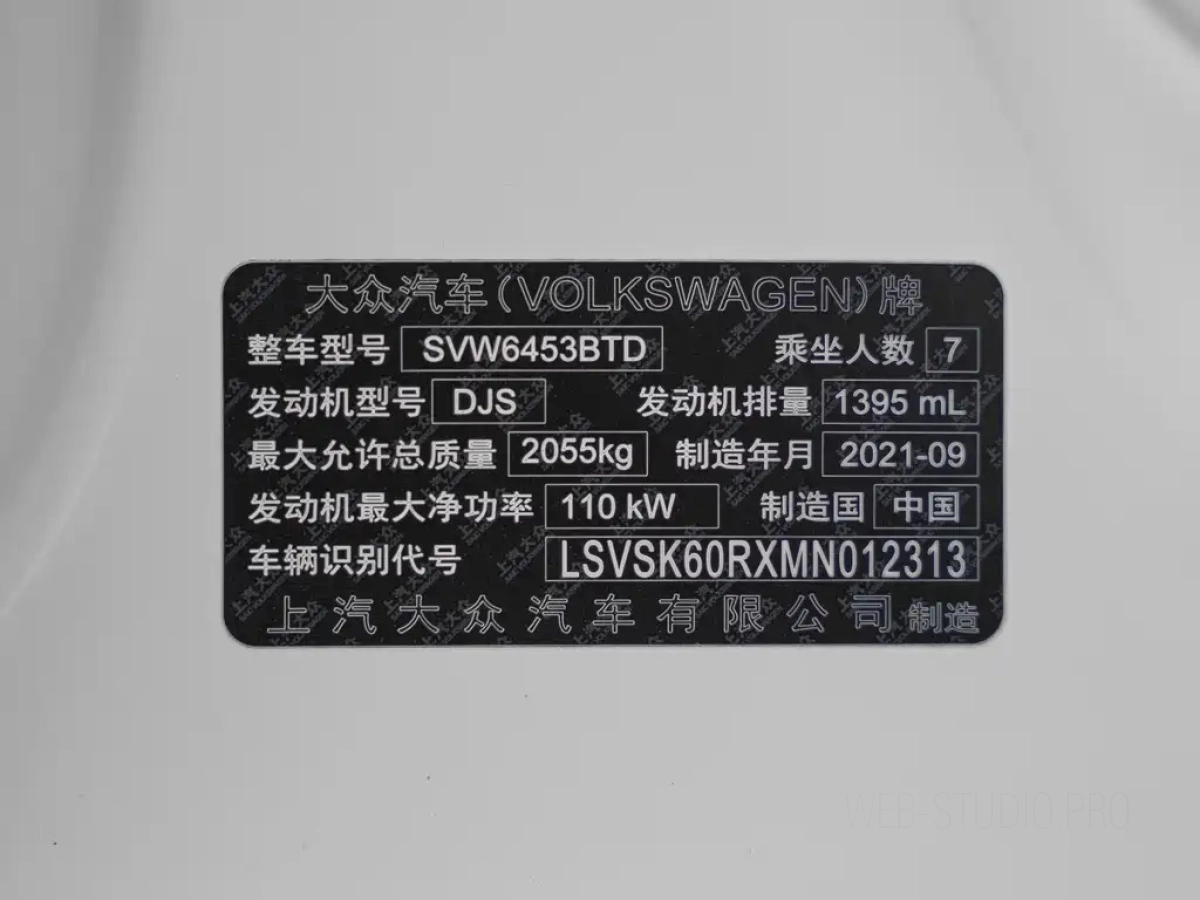 大众汽车(VOLKSWAGEN)牌
整车型号 SVW6453BTD 乘坐人数 7
发动机型号 DJS 发动机排量 1395 mL
最大允许总质量 2055kg 制造年月 2021-09
发动机最大净功率 110 kW 制造国 中国
车辆识别代号 LSVSK60RXMN012313
上汽大众汽车有限公司制造
WEB-STUDIO PRO